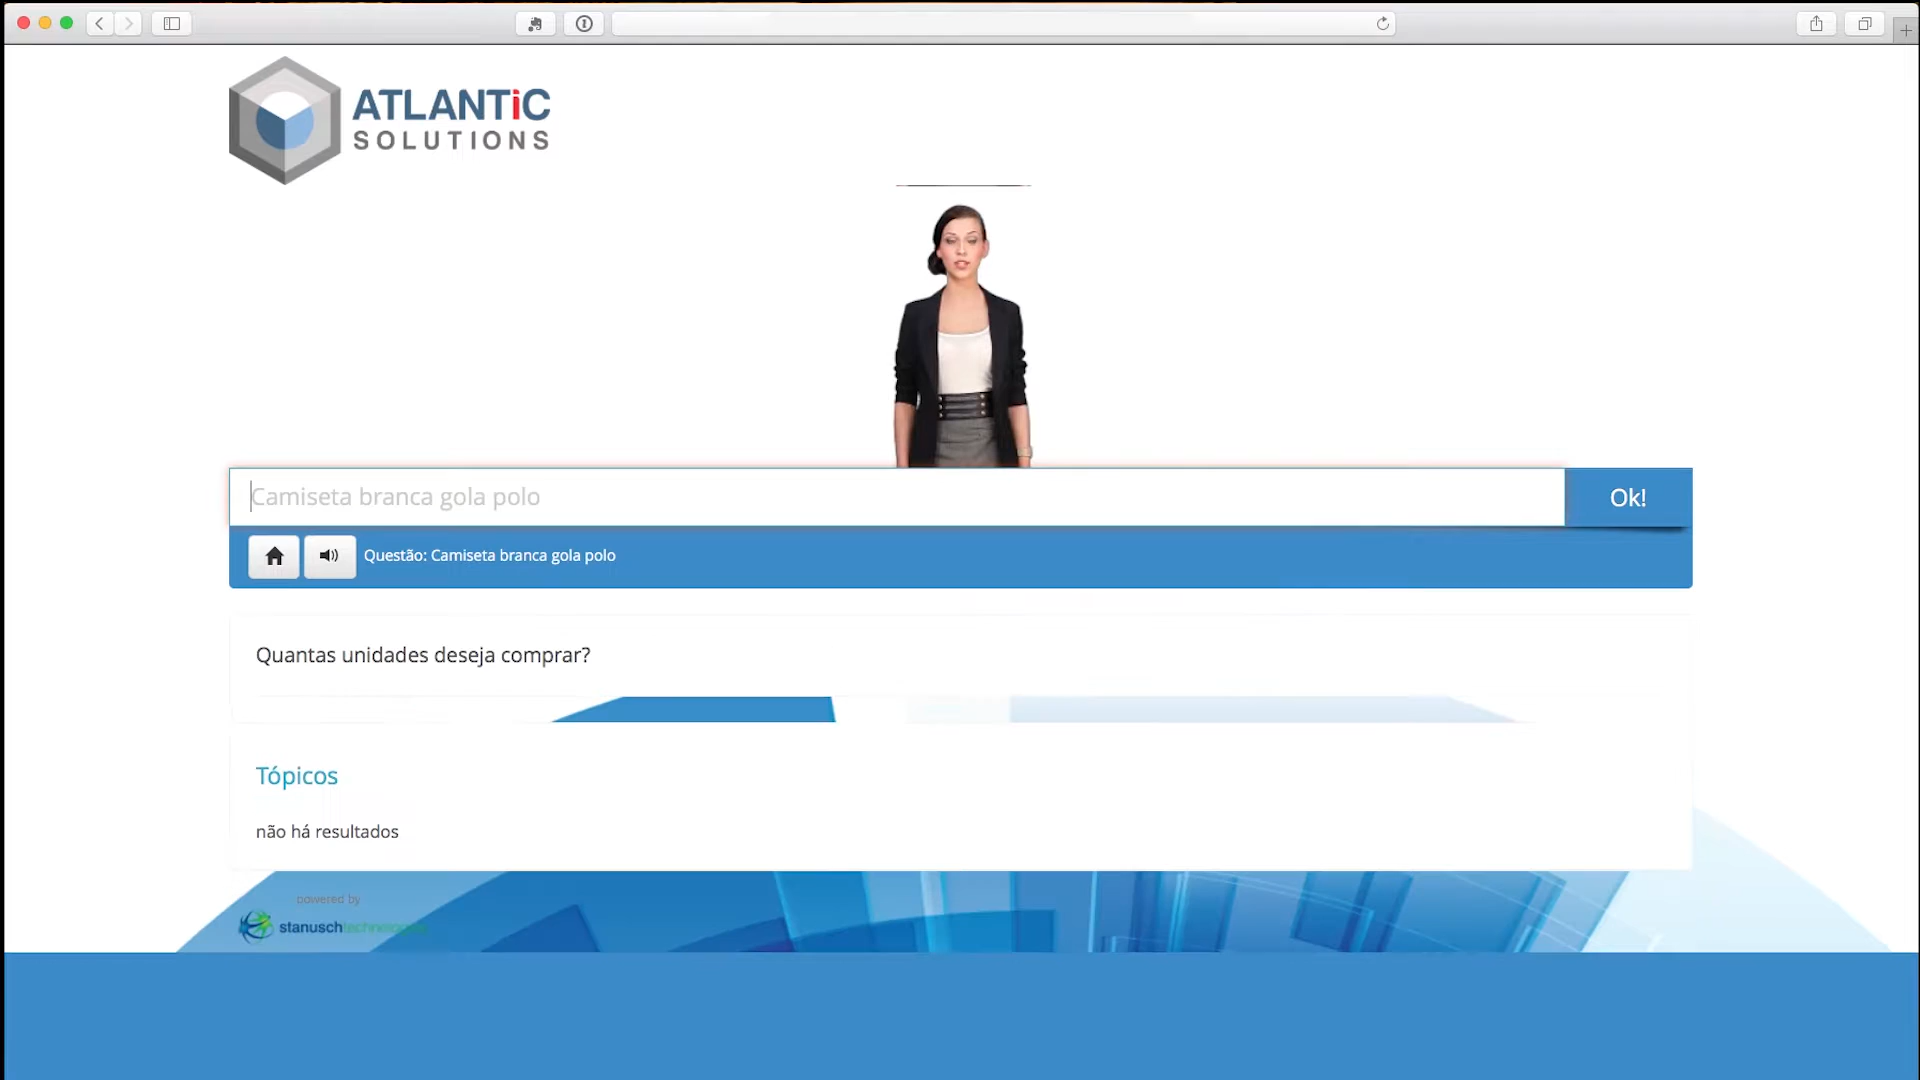 ATLANTiC
SOLUTIONS
Camiseta branca gola polo
Ok!
Questão: Camiseta branca gola polo
Quantas unidades deseja comprar?
Tópicos
não há resultados
powered by
stanuschtechnologies